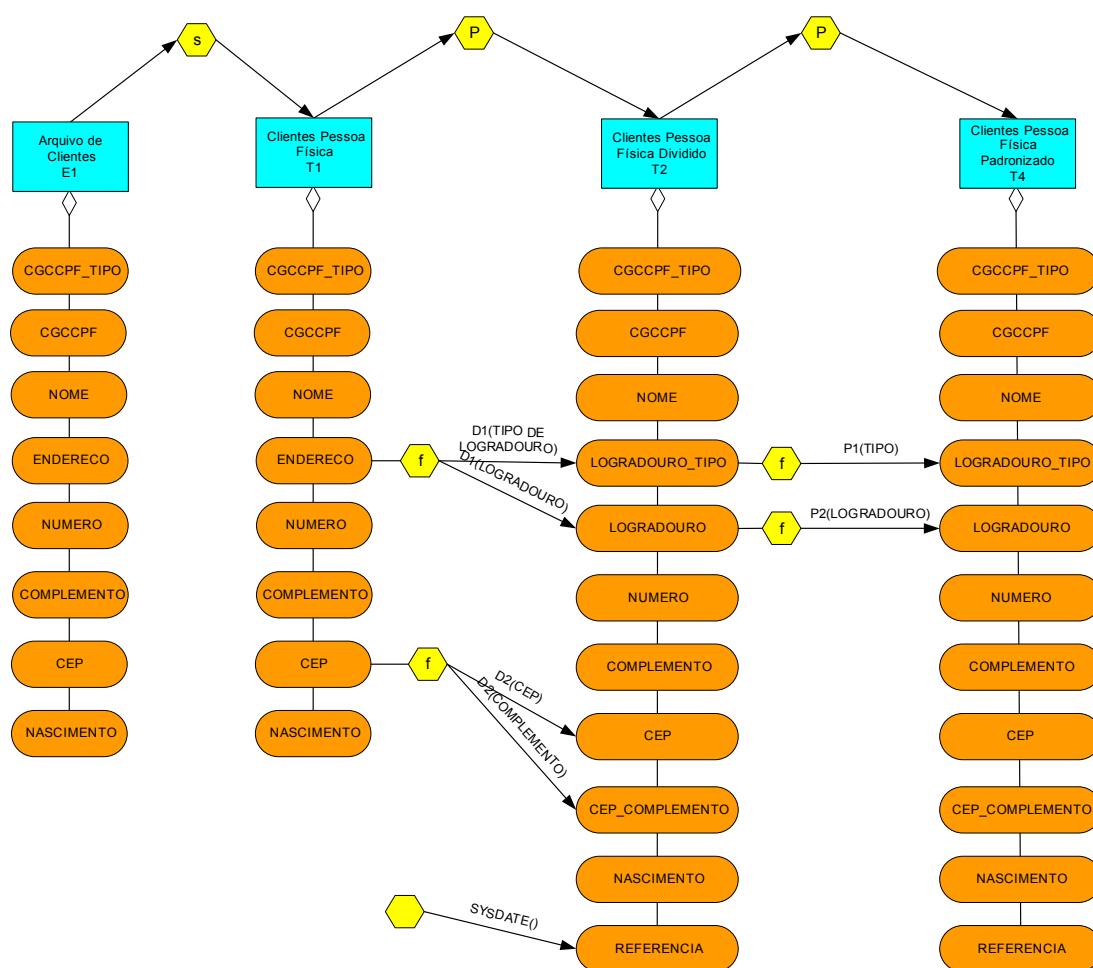 s
P
P
Arquivo de
Clientes
E1
Clientes Pessoa
Física
T1
Clientes Pessoa
Física Dividido
T2
Clientes Pessoa
Física
Padronizado
T4
CGCCPF_TIPO
CGCCPF
NOME
ENDERECO
NUMERO
COMPLEMENTO
CEP
NASCIMENTO
CGCCPF_TIPO
CGCCPF
NOME
ENDERECO
NUMERO
COMPLEMENTO
CEP
NASCIMENTO
f
D1(TIPO DE
LOGRADOURO)
D1(LOGRADOURO)
f
D2(CEP)
D2(COMPLEMENTO)
SYSDATE()
CGCCPF_TIPO
CGCCPF
NOME
LOGRADOURO_TIPO
LOGRADOURO
NUMERO
COMPLEMENTO
CEP
CEP_COMPLEMENTO
NASCIMENTO
REFERENCIA
f
P1(TIPO)
f
P2(LOGRADOURO)
CGCCPF_TIPO
CGCCPF
NOME
LOGRADOURO_TIPO
LOGRADOURO
NUMERO
COMPLEMENTO
CEP
CEP_COMPLEMENTO
NASCIMENTO
REFERENCIA